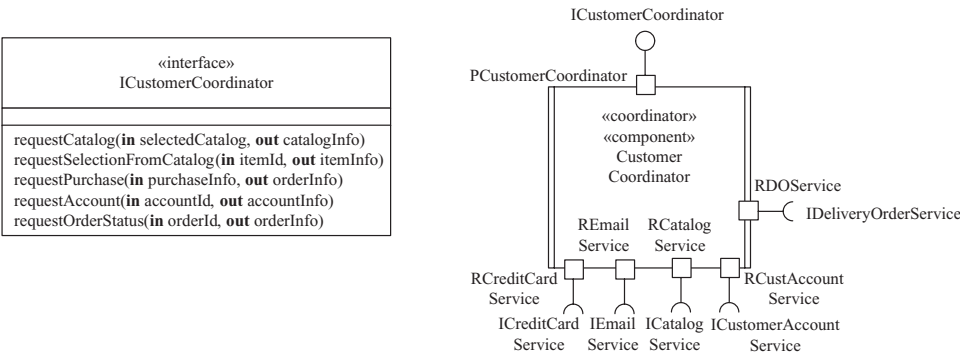 «interface»
ICustomerCoordinator
requestCatalog(in selectedCatalog, out catalogInfo)
requestSelectionFromCatalog(in itemId, out itemInfo)
requestPurchase(in purchaseInfo, out orderInfo)
requestAccount(in accountId, out accountInfo)
requestOrderStatus(in orderId, out orderInfo)
ICustomerCoordinator
PCustomerCoordinator
«coordinator»
«component»
Customer
Coordinator
RDOService
IDeliveryOrderService
REmail
Service
RCatalog
Service
RCreditCard
Service
RCustAccount
Service
ICreditCard
Service
IEmail
Service
ICatalog
Service
ICustomerAccount
Service